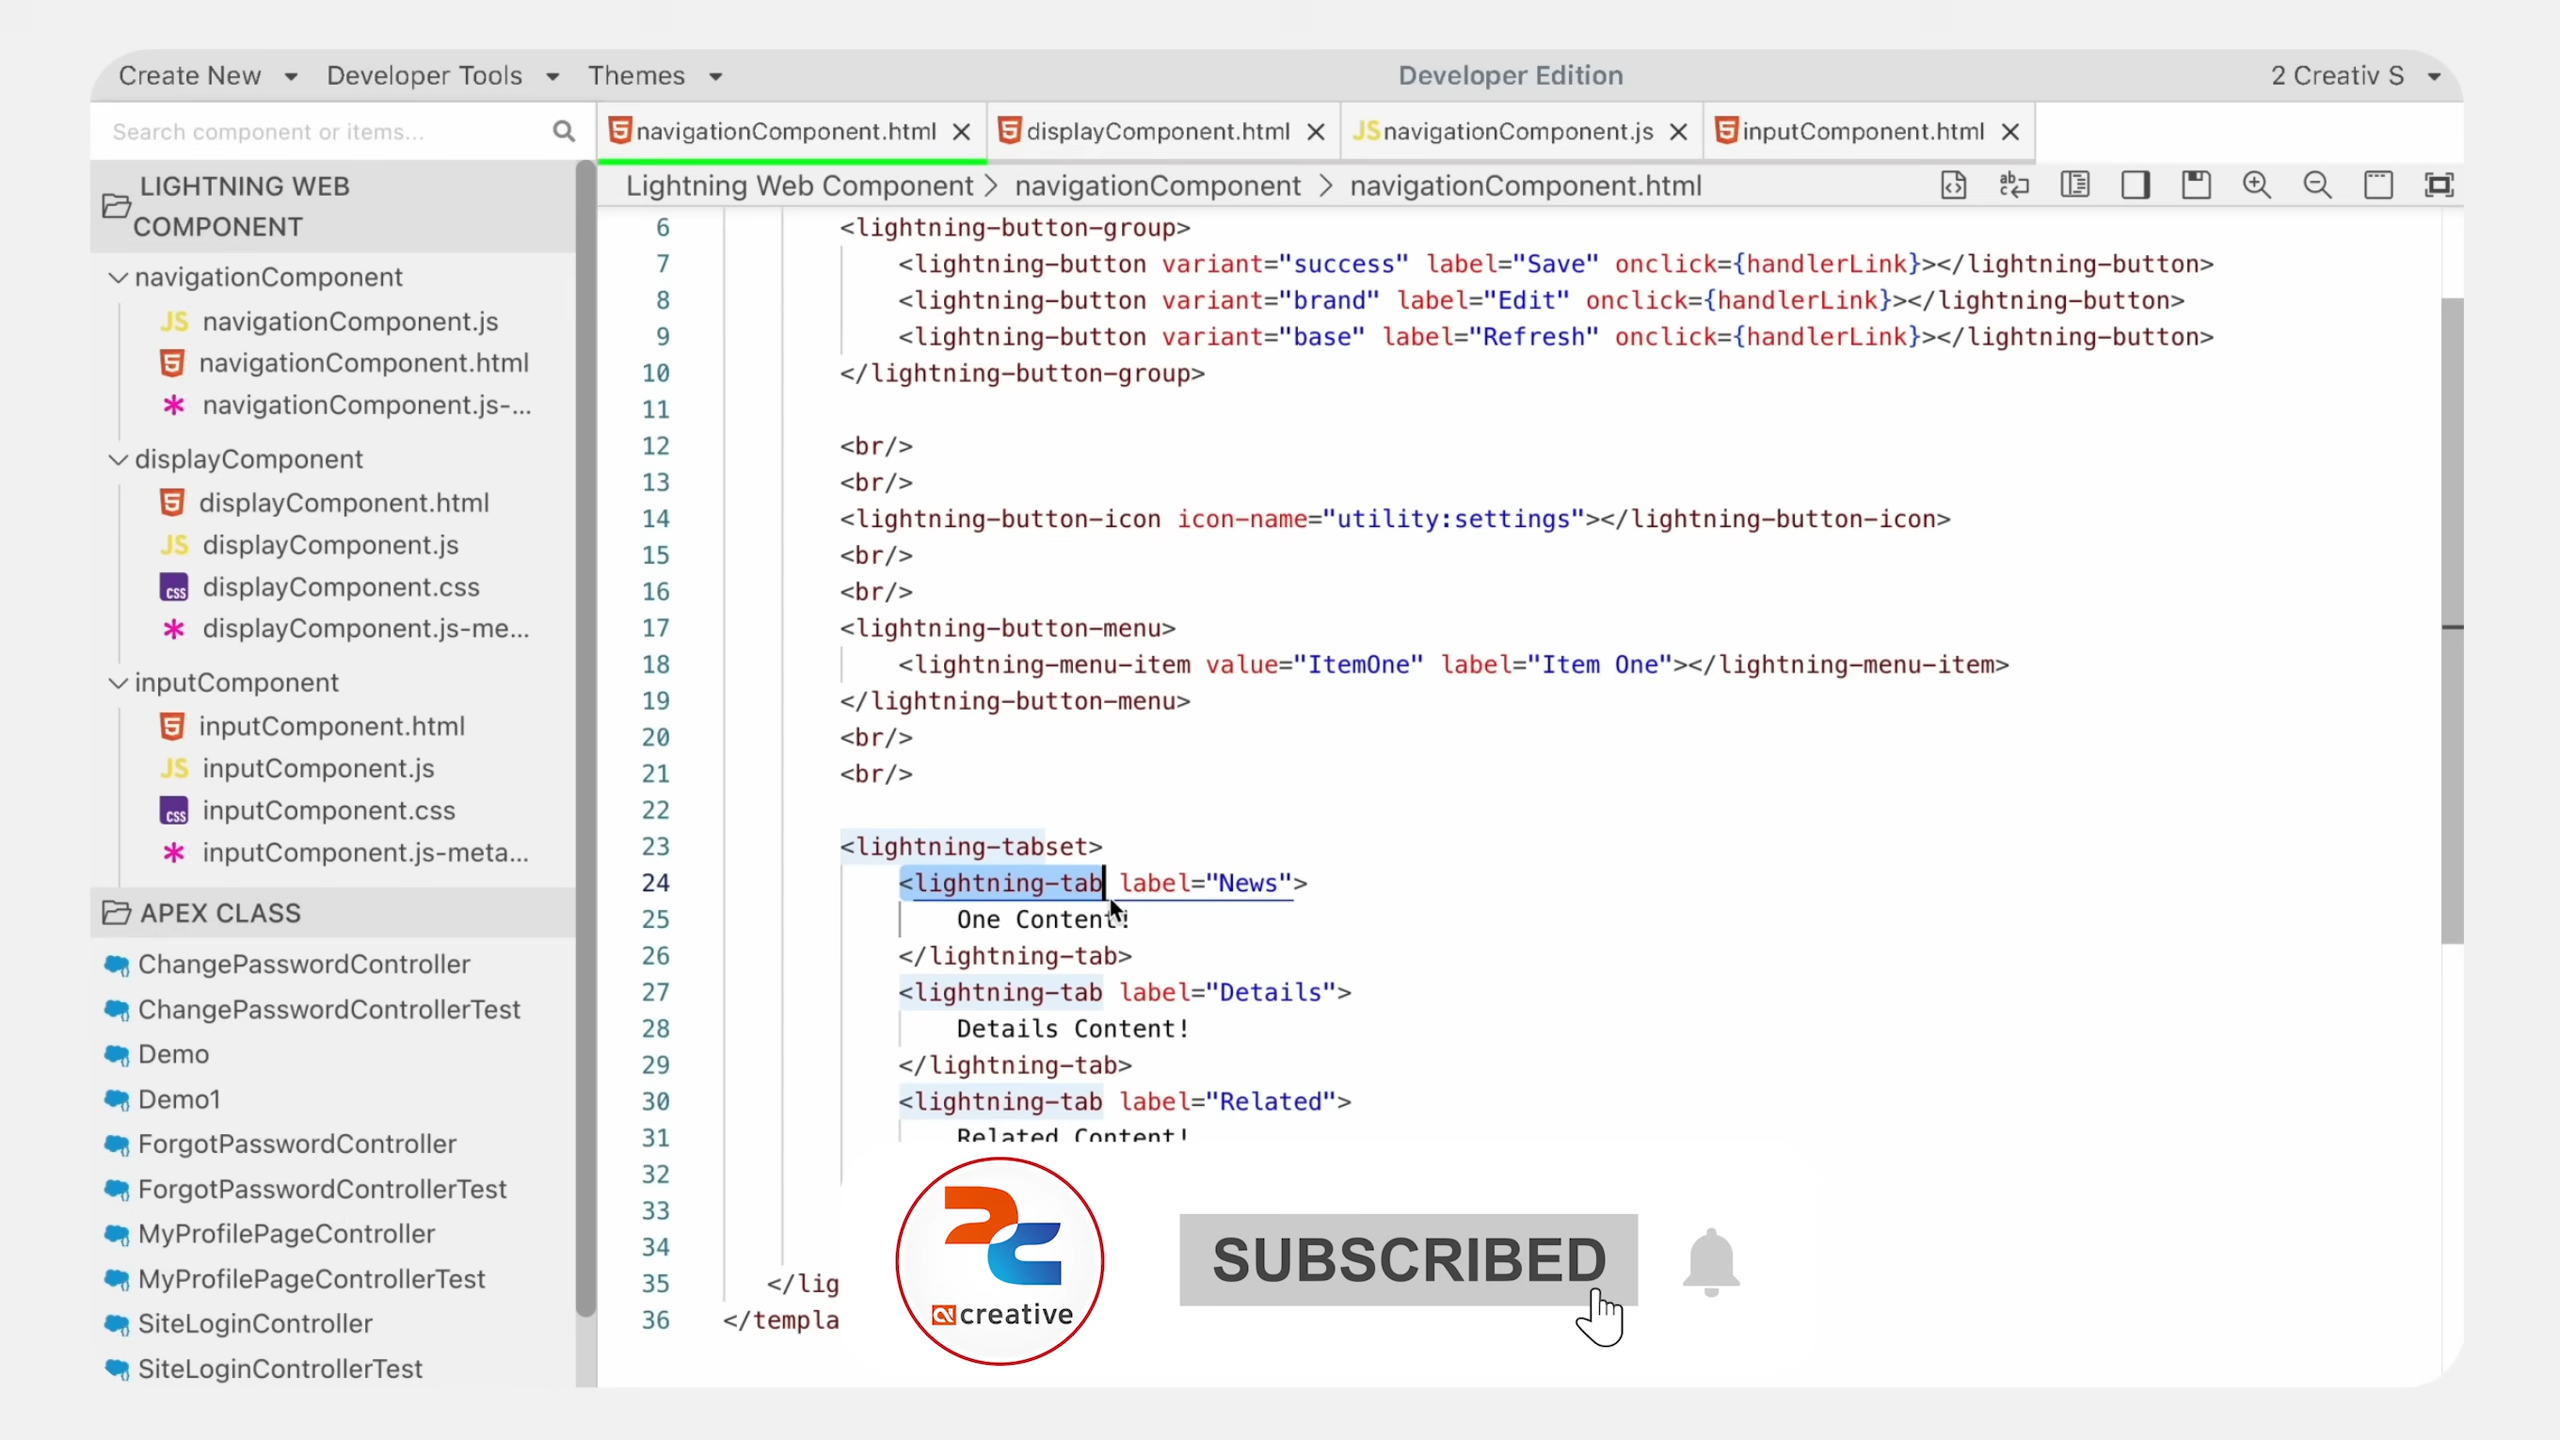 Create New
Developer Tools
Themes
Developer Edition
2 Creativ S
Search component or items...
LIGHTNING WEB
COMPONENT
navigationComponent
JS navigationComponent.js
navigationComponent.html
navigationComponent.js-...
displayComponent
displayComponent.html
JS displayComponent.js
css displayComponent.css
displayComponent.js-me...
inputComponent
inputComponent.html
JS inputComponent.js
css inputComponent.css
inputComponent.js-meta...
APEX CLASS
ChangePasswordController
ChangePasswordControllerTest
Demo
Demo1
ForgotPasswordController
ForgotPasswordControllerTest
MyProfilePageController
MyProfilePageControllerTest
SiteLoginController
SiteLoginControllerTest
navigationComponent.html
displayComponent.html
JS navigationComponent.js
inputComponent.html
Lightning Web Component > navigationComponent > navigationComponent.html
6 <lightning-button-group>
7 <lightning-button variant="success" label="Save" onclick={handlerLink}></lightning-button>
8 <lightning-button variant="brand" label="Edit" onclick={handlerLink}></lightning-button>
9 <lightning-button variant="base" label="Refresh" onclick={handlerLink}></lightning-button>
10 </lightning-button-group>
11
12 <br/>
13 <br/>
14 <lightning-button-icon icon-name="utility:settings"></lightning-button-icon>
15 <br/>
16 <br/>
17 <lightning-button-menu>
18 <lightning-menu-item value="ItemOne" label="Item One"></lightning-menu-item>
19 </lightning-button-menu>
20 <br/>
21 <br/>
22
23 <lightning-tabset>
24 <lightning-tab label="News">
25 One Content!
26 </lightning-tab>
27 <lightning-tab label="Details">
28 Details Content!
29 </lightning-tab>
30 <lightning-tab label="Related">
31 Related Content!
32
33
34
35 </lig
36 </templa
creative
SUBSCRIBED